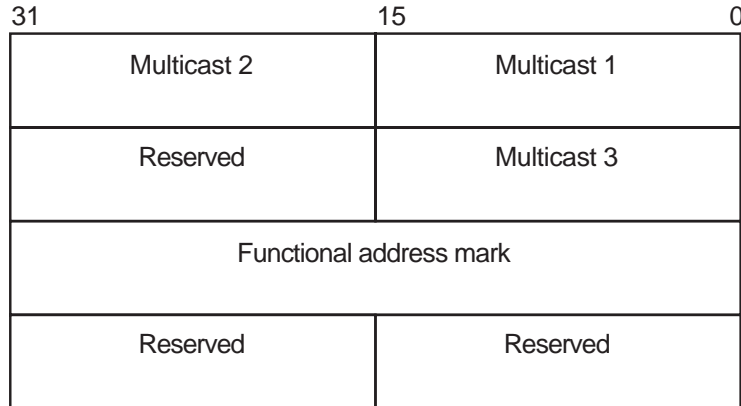 31 15 0
Multicast 2 Multicast 1
Reserved Multicast 3
Functional address mark
Reserved Reserved